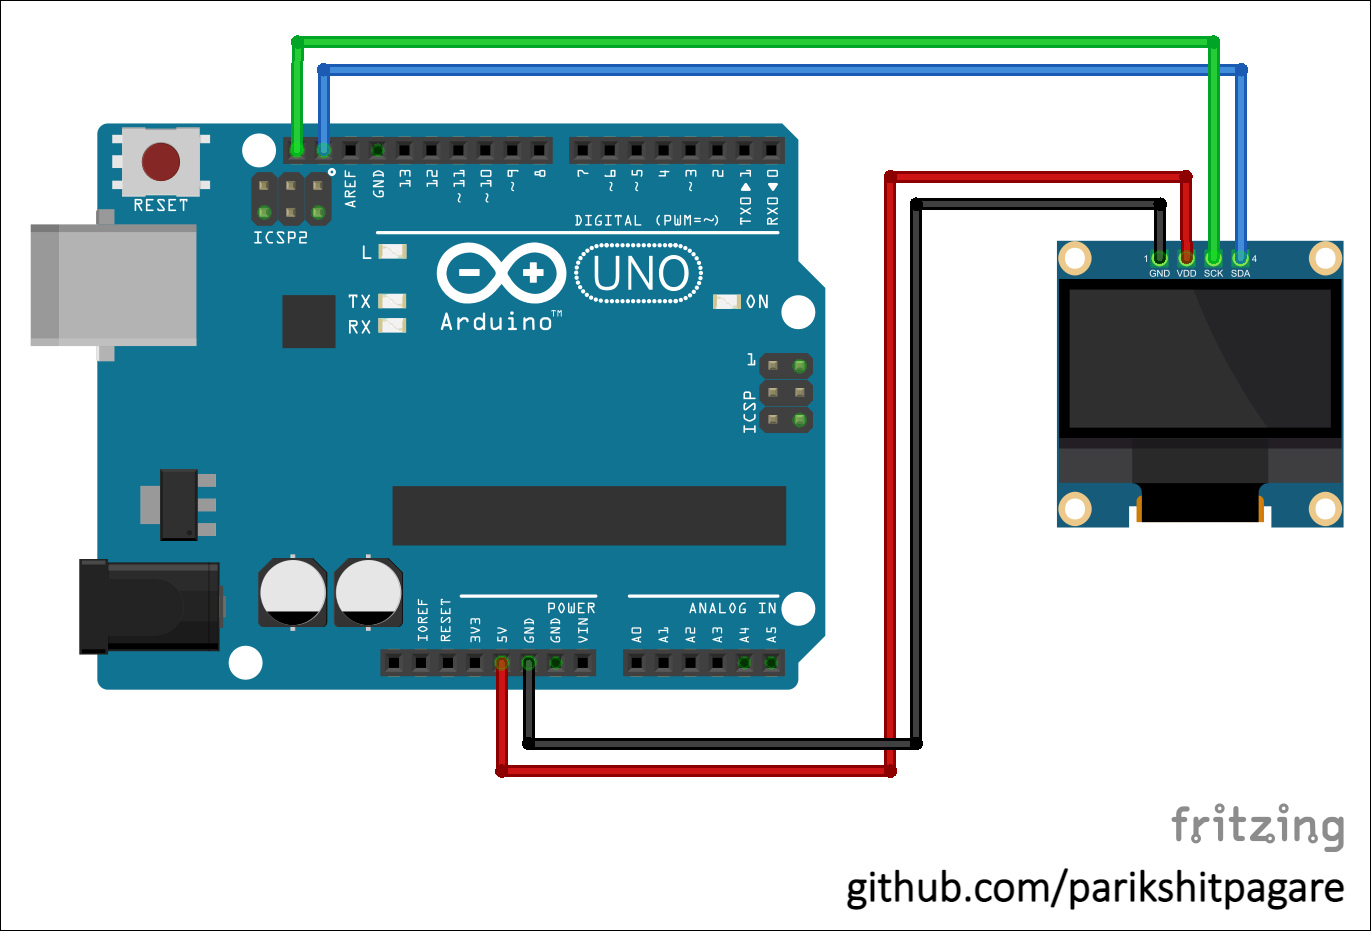 RESET
ICSP2
AREF
GND
13
12
~11
~10
~9
8
7
~6
~5
4
~3
2
TX0▶1
RX0◀0
DIGITAL (PWM=~)
L
TX
RX
Arduino™
UNO
ON
1
ICSP
1
GND
VDD
SCK
SDA
4
IOREF
RESET
3V3
5V
GND
GND
VIN
POWER
ANALOG IN
A0
A1
A2
A3
A4
A5
fritzing
github.com/parikshitpagare